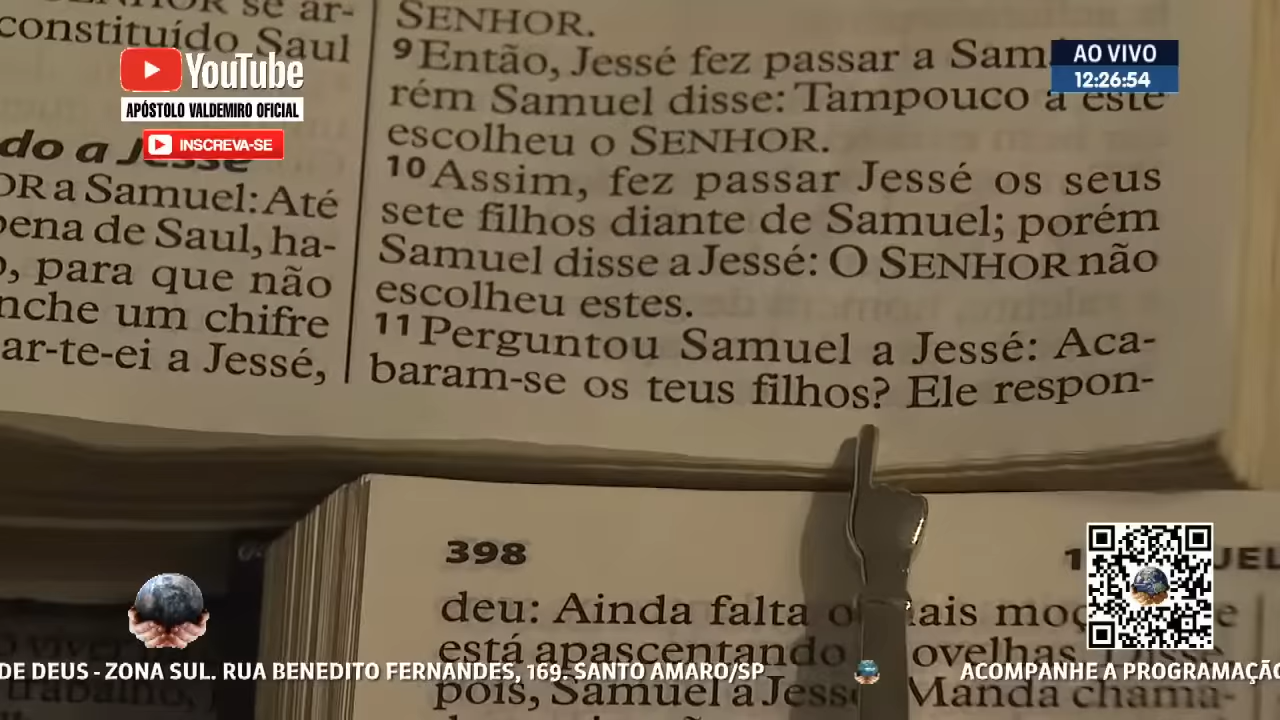 SENHOR se ar-
constituído Saul
do a Jessé
OR a Samuel: Até
pena de Saul, ha-
o, para que não
nche um chifre
ar-te-ei a Jessé,
SENHOR.
9 Então, Jessé fez passar a Sam
rém Samuel disse: Tampouco a este
escolheu o SENHOR.
10 Assim, fez passar Jessé os seus
sete filhos diante de Samuel; porém
Samuel disse a Jessé: O SENHOR não
escolheu estes.
11 Perguntou Samuel a Jessé: Aca-
baram-se os teus filhos? Ele respon-
YouTube
APÓSTOLO VALDEMIRO OFICIAL
INSCREVA-SE
AO VIVO
12:26:54
398
deu: Ainda falta o mais moç e
está apascentando ovelhas
pois, Samuel a Jessé Manda chama-
DE DEUS - ZONA SUL. RUA BENEDITO FERNANDES, 169. SANTO AMARO/SP
ACOMPANHE A PROGRAMAÇÃO